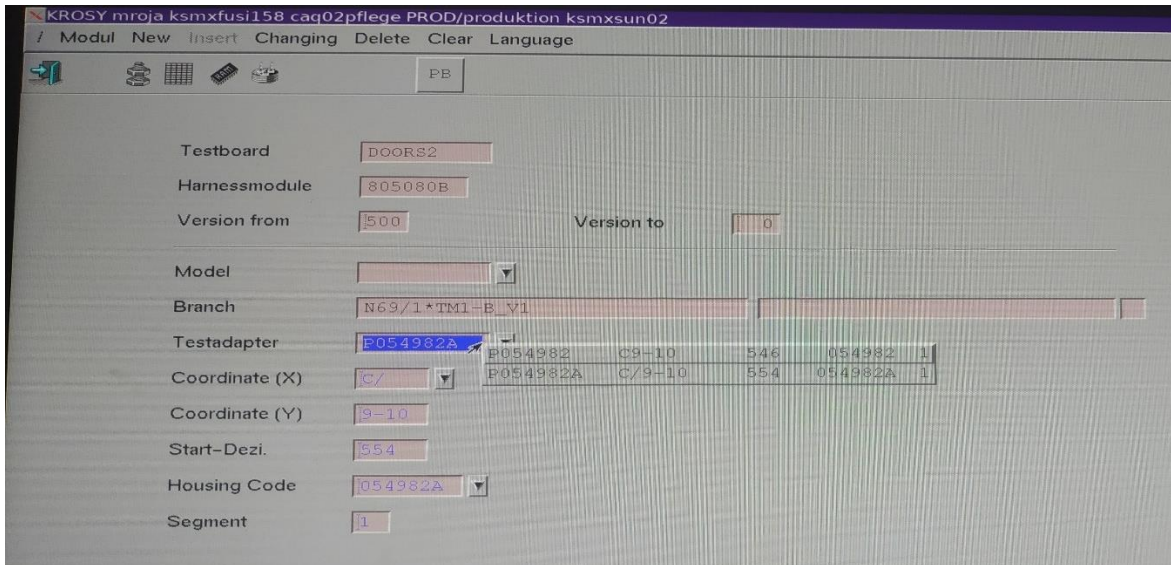 KROSY mroja ksmxfusi158 caq02pflege PROD/produktion ksmxsun02
i Modul New Insert Changing Delete Clear Language
PB
Testboard DOORS2
Harnessmodule 805080B
Version from 500 Version to 0
Model
Branch N69/1*TM1-B_V1
Testadapter P054982A
P054982 C9-10 546 054982 1
P054982A C/9-10 554 054982A 1
Coordinate (X) C/
Coordinate (Y) 9-10
Start-Dezi. 554
Housing Code 054982A
Segment 1